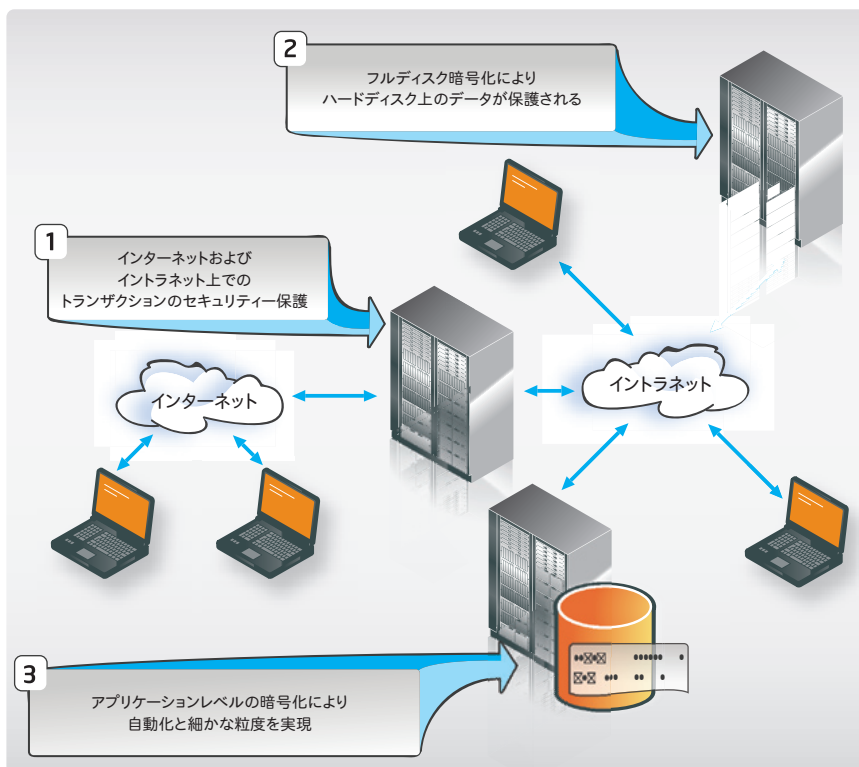 2
フルディスク暗号化により
ハードディスク上のデータが保護される
1
インターネットおよび
イントラネット上での
トランザクションのセキュリティー保護
インターネット
イントラネット
3
アプリケーションレベルの暗号化により
自動化と細かな粒度を実現